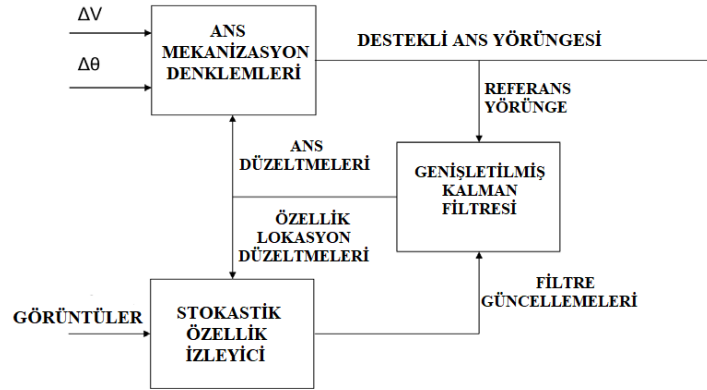 ΔV
Δθ
ANS
MEKANİZASYON
DENKLEMLERİ
DESTEKLİ ANS YÖRÜNGESİ
REFERANS
YÖRÜNGE
ANS
DÜZELTMELERİ
GENİŞLETİLMİŞ
KALMAN
FİLTRESİ
ÖZELLİK
LOKASYON
DÜZELTMELERİ
FİLTRE
GÜNCELLEMELERİ
GÖRÜNTÜLER
STOKASTİK
ÖZELLİK
İZLEYİCİ